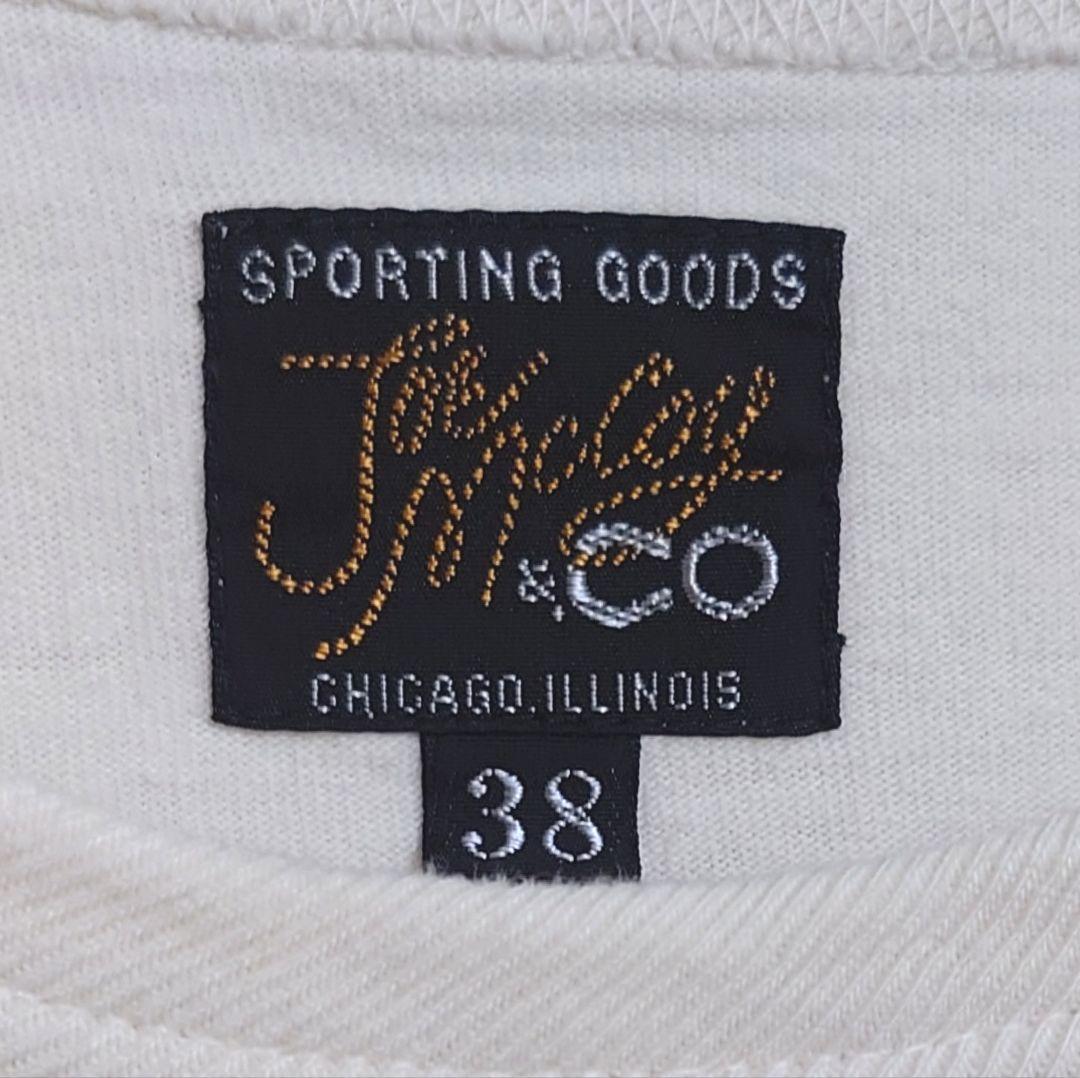 SPORTING GOODS
Joe McCoy
& CO
CHICAGO, ILLINOIS
38